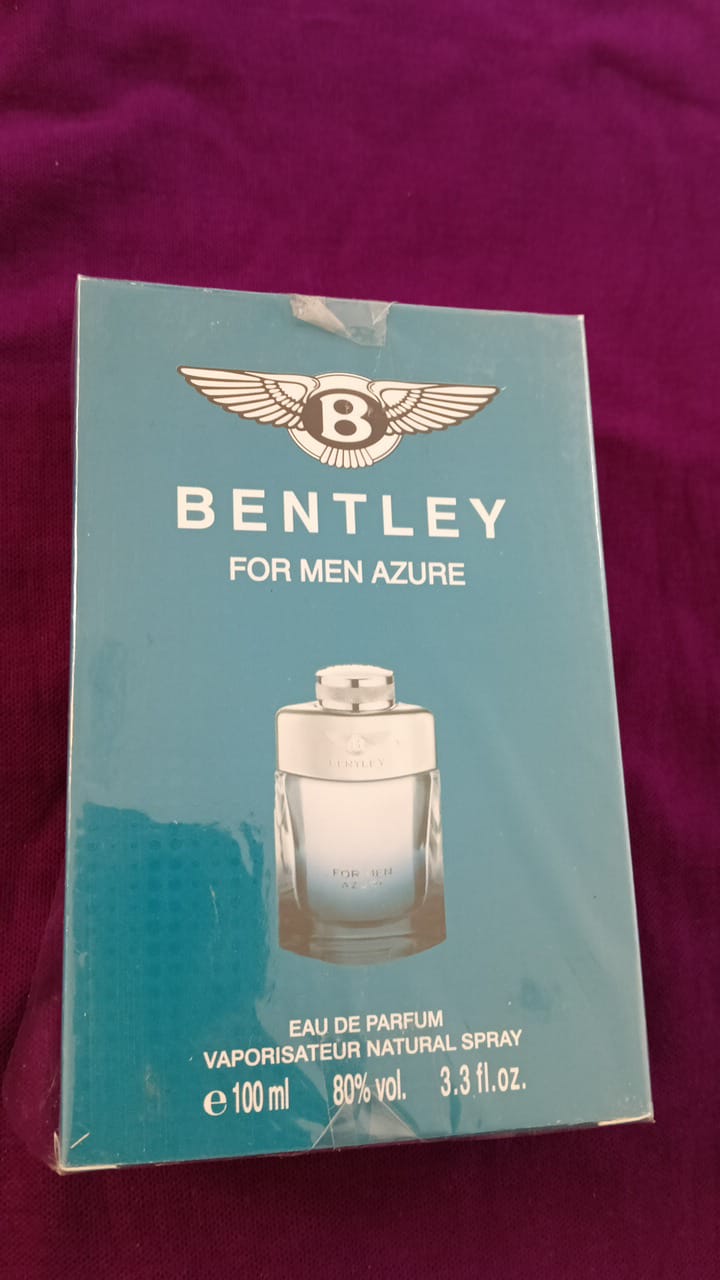 B
BENTLEY
FOR MEN AZURE
B
BENTLEY
FOR MEN
EAU DE PARFUM
VAPORISATEUR NATURAL SPRAY
e 100 ml 80% vol. 3.3 fl.oz.